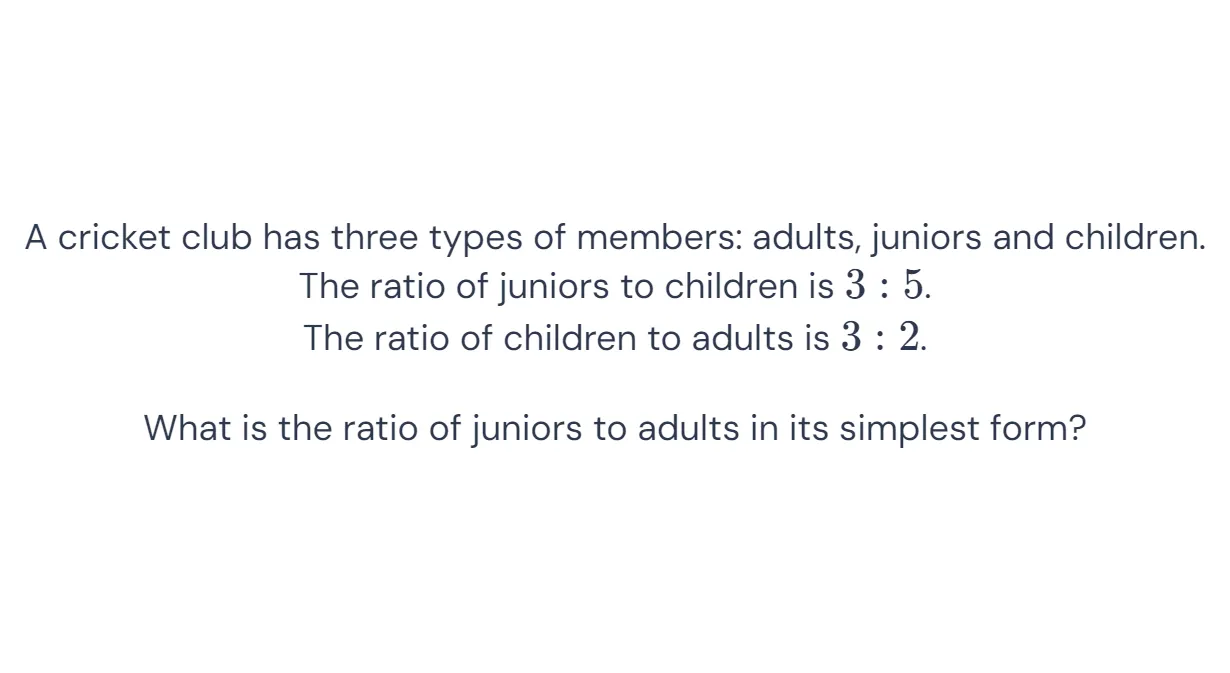 A cricket club has three types of members: adults, juniors and children.
The ratio of juniors to children is 3 : 5.
The ratio of children to adults is 3 : 2.
What is the ratio of juniors to adults in its simplest form?